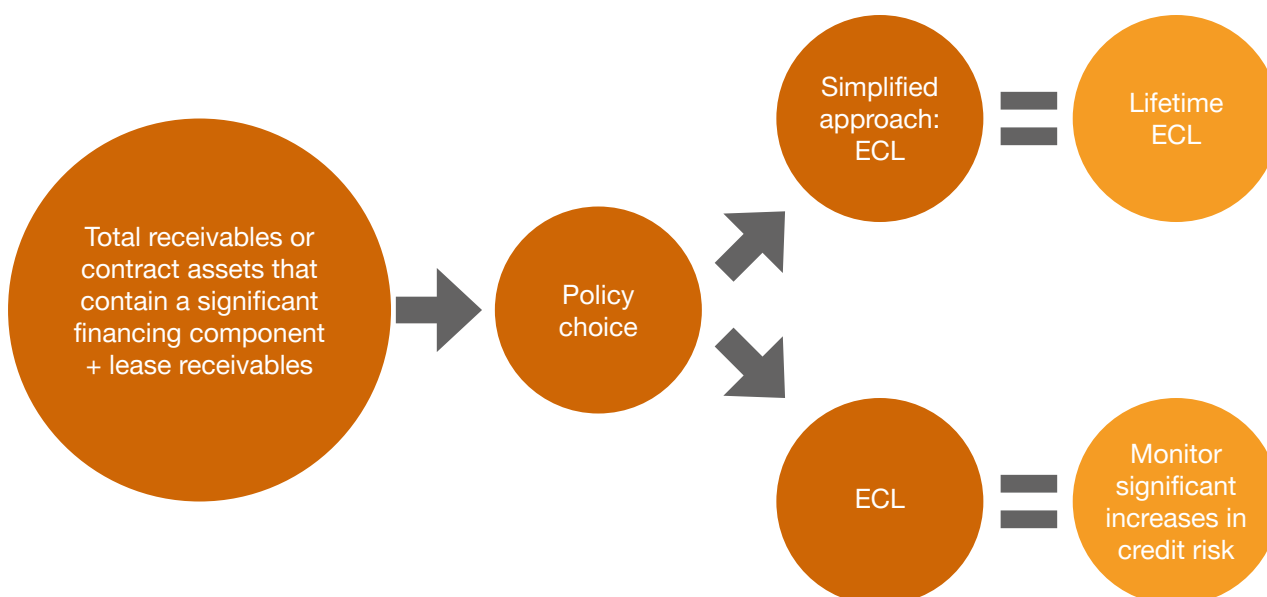 Total receivables or
contract assets that
contain a significant
financing component
+ lease receivables
Policy
choice
Simplified
approach:
ECL
Lifetime
ECL
ECL
Monitor
significant
increases in
credit risk